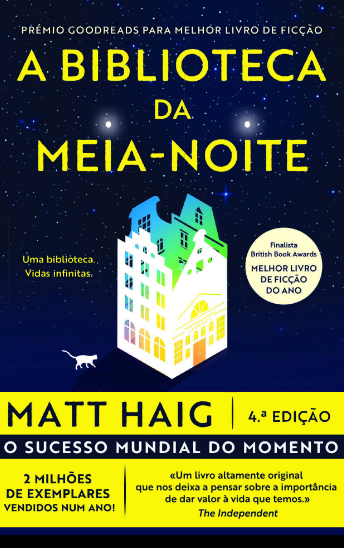 PRÉMIO GOODREADS PARA MELHOR LIVRO DE FICÇÃO
A BIBLIOTECA
DA
MEIA-NOITE
Uma biblioteca.
Vidas infinitas.
Finalista
British Book Awards
MELHOR LIVRO
DE FICÇÃO
DO ANO
MATT HAIG
4.ª EDIÇÃO
O SUCESSO MUNDIAL DO MOMENTO
2 MILHÕES
DE EXEMPLARES
VENDIDOS NUM ANO!
«Um livro altamente original
que nos deixa a pensar sobre a importância
de dar valor à vida que temos.»
The Independent